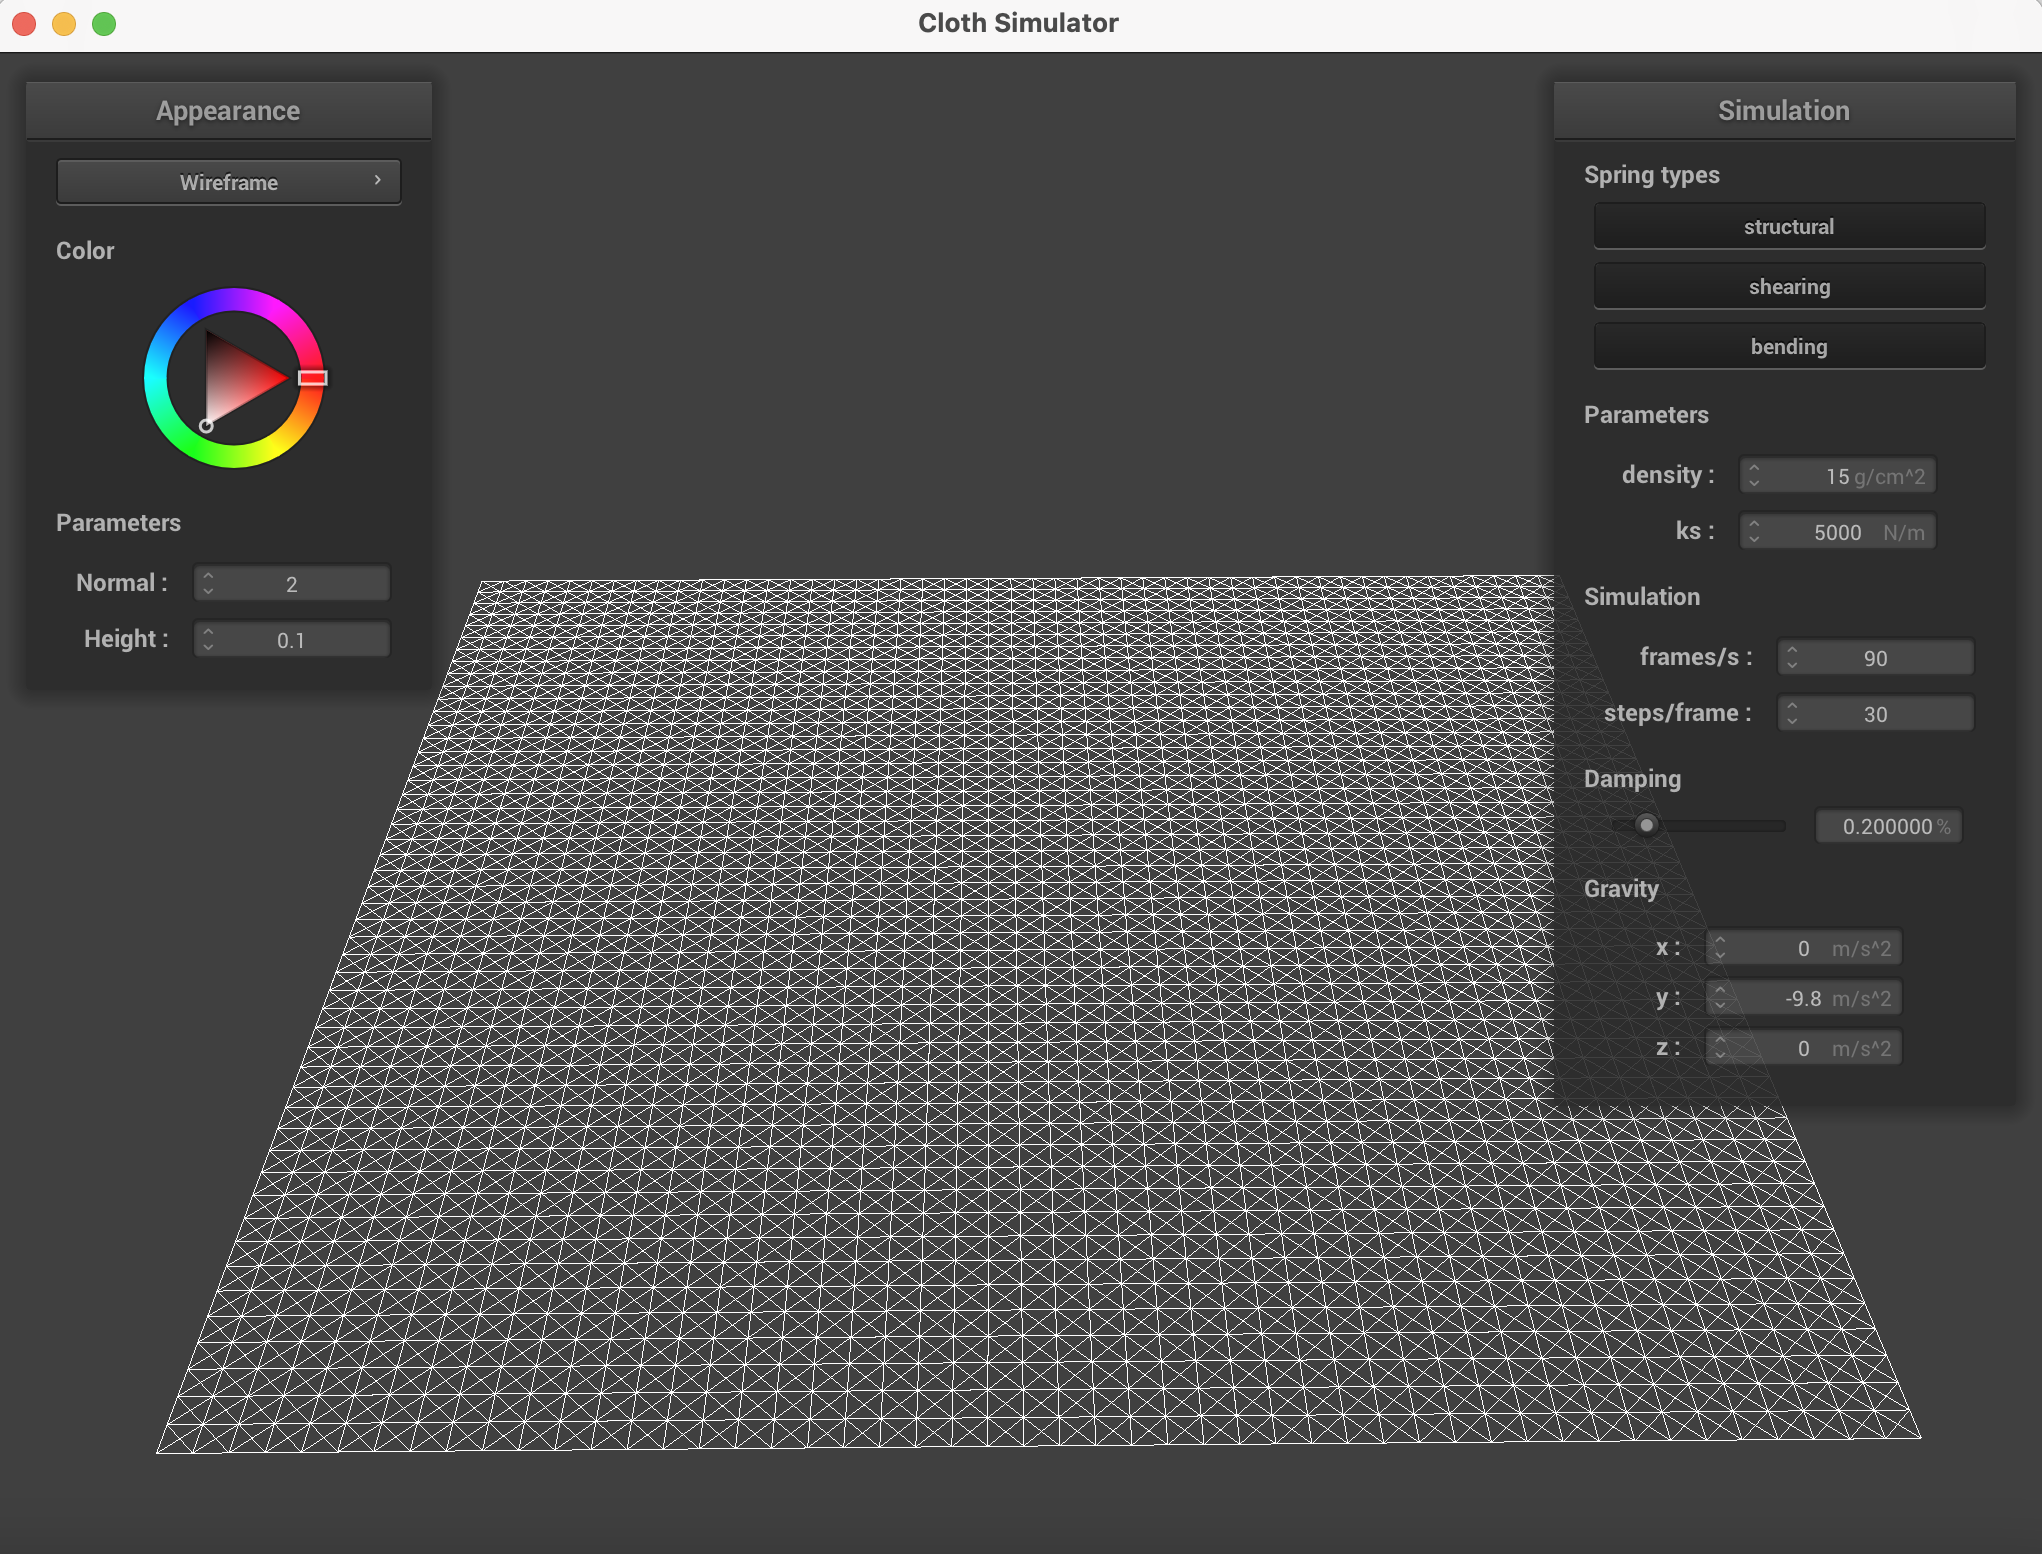 Cloth Simulator
Appearance
Wireframe
Color
Parameters
Normal : 2
Height : 0.1
Simulation
Spring types
structural
shearing
bending
Parameters
density : 15 g/cm^2
ks : 5000 N/m
Simulation
frames/s : 90
steps/frame : 30
Damping
0.200000 %
Gravity
x : 0 m/s^2
y : -9.8 m/s^2
z : 0 m/s^2